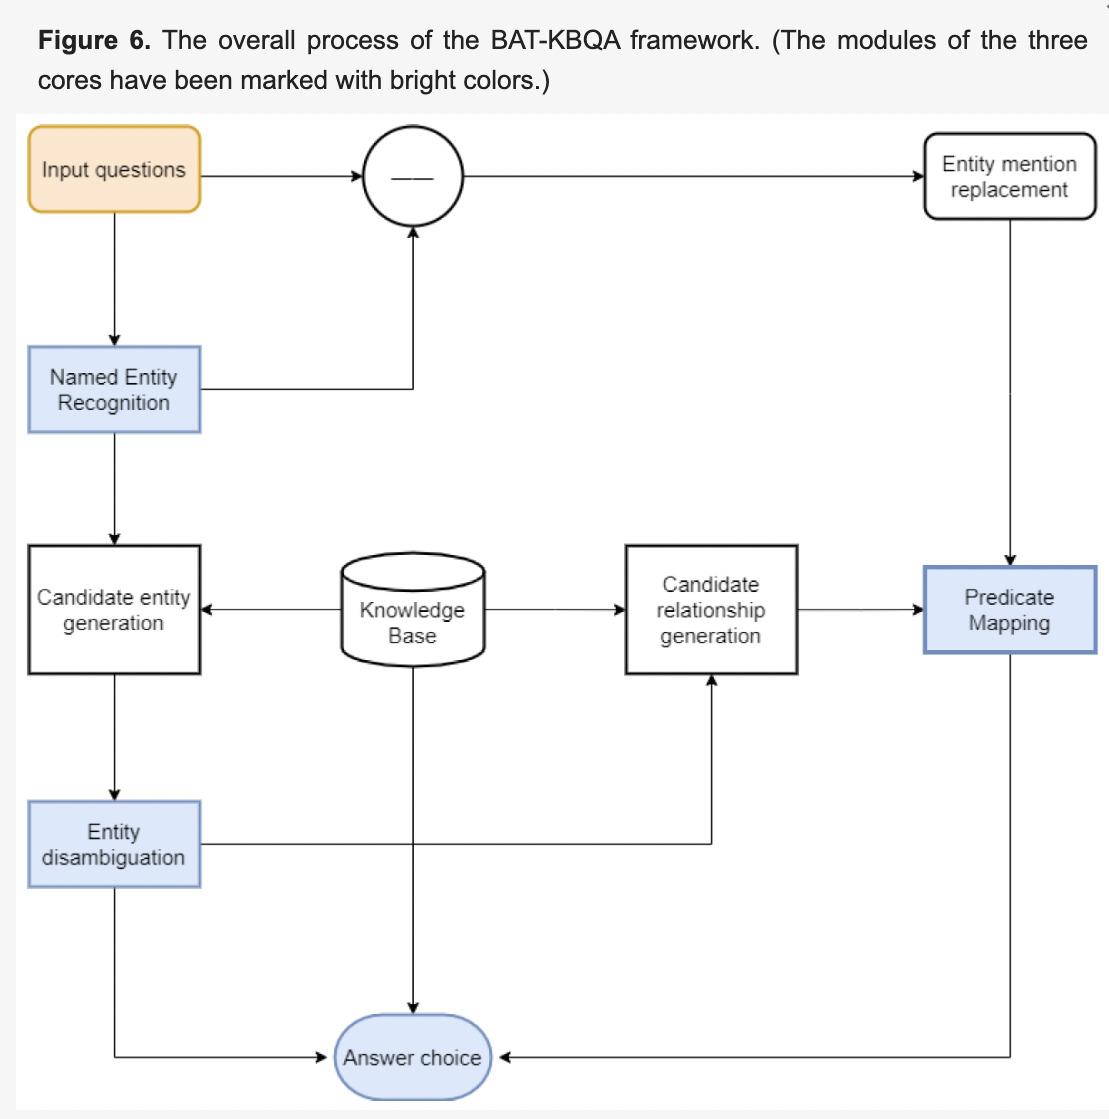 Figure 6. The overall process of the BAT-KBQA framework. (The modules of the three
cores have been marked with bright colors.)
Input questions
Entity mention
replacement
Named Entity
Recognition
Candidate entity
generation
Knowledge
Base
Candidate
relationship
generation
Predicate
Mapping
Entity
disambiguation
Answer choice